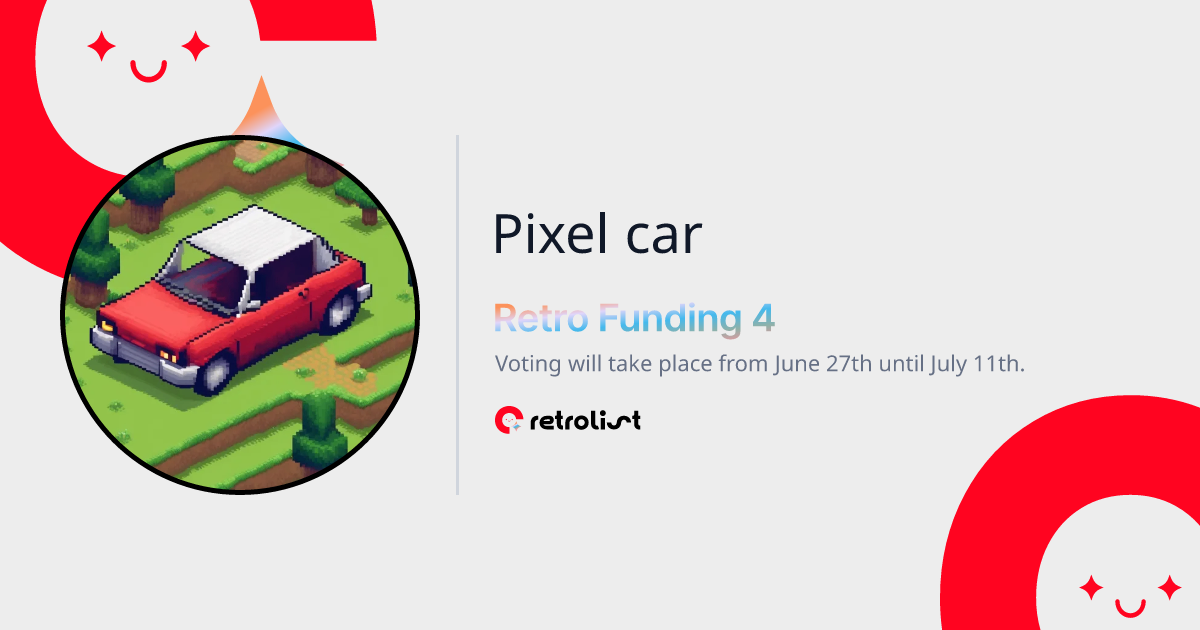 Pixel car
Retro Funding 4
Voting will take place from June 27th until July 11th.
retrolist